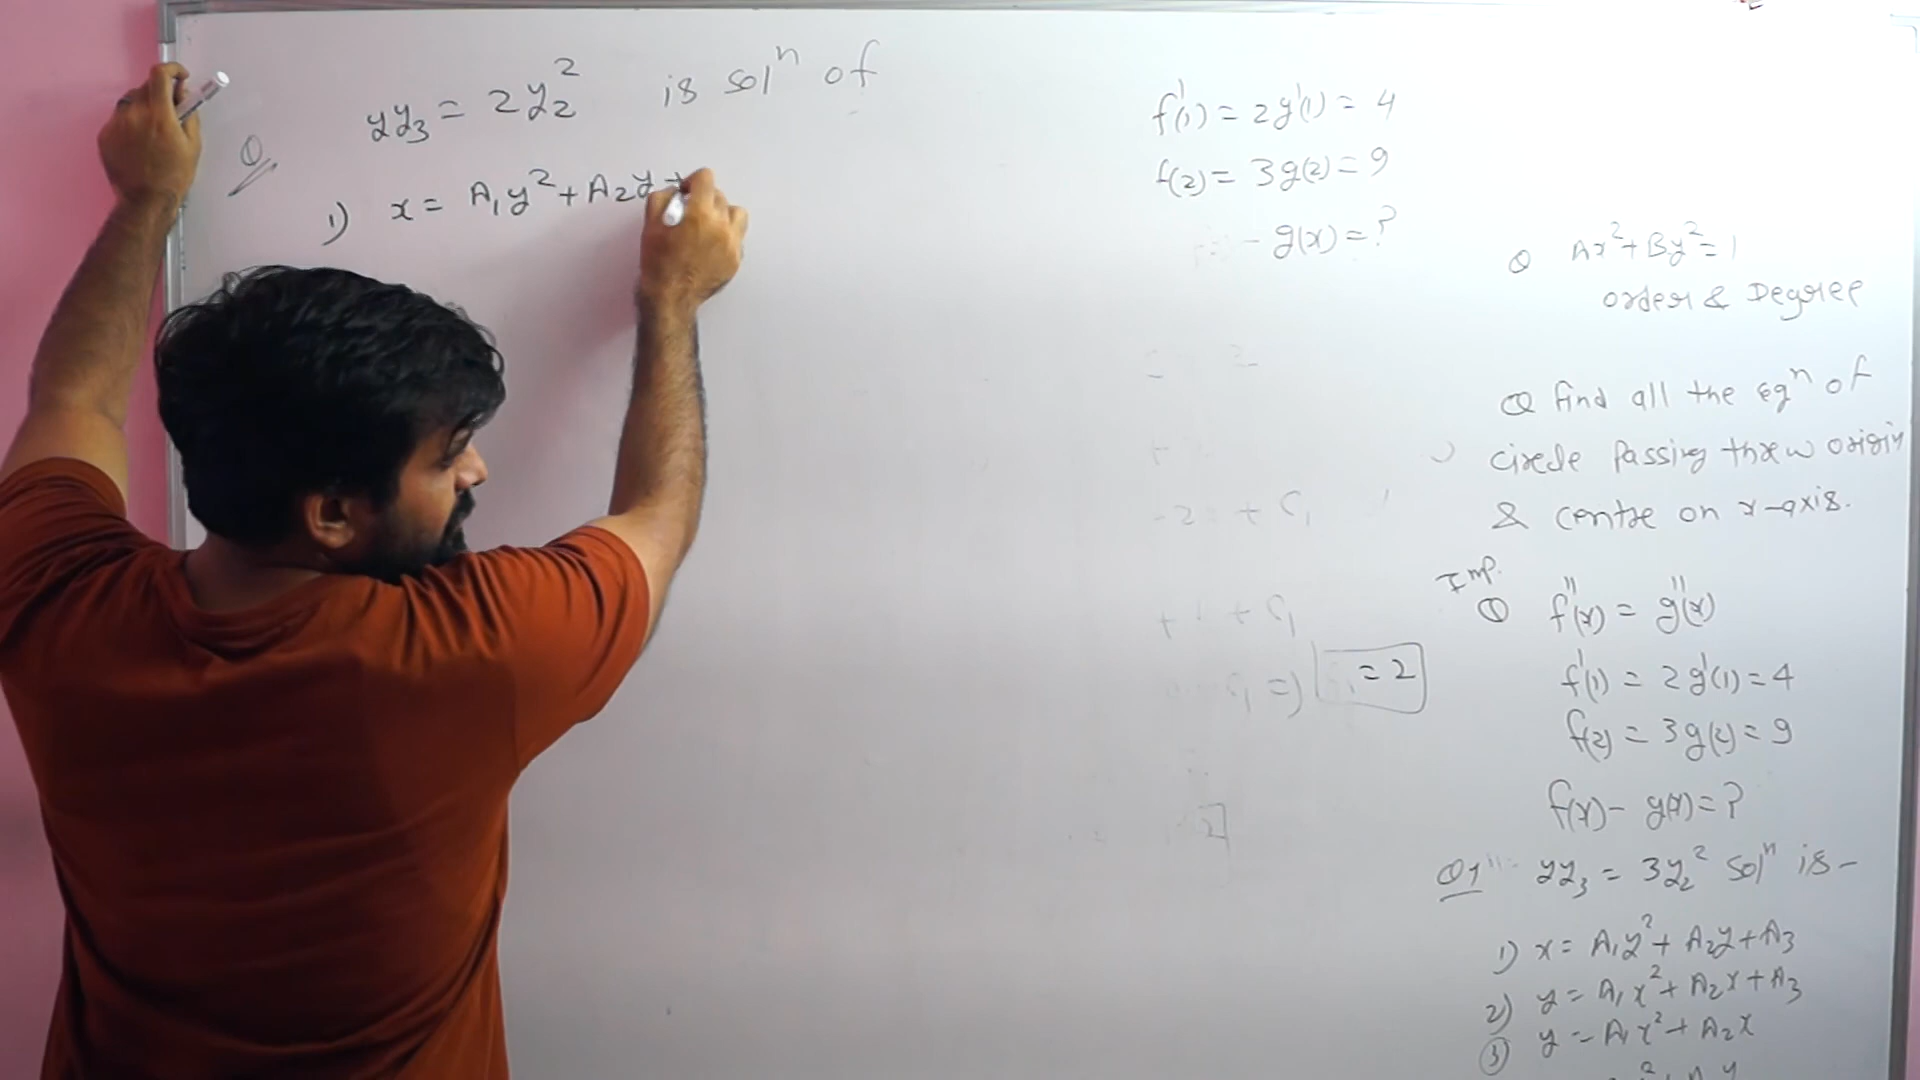 Q yy₃ = 2y₂² is solⁿ of
1) x = A₁y² + A₂y +
f'(1) = 2g'(1) = 4
f(2) = 3g(2) = 9
- g(x) = ?
= 2
Q Ax² + By² = 1
order & Degree
Q find all the eqⁿ of
circle Passing threw origin
& centre on x-axis.
Imp.
Q f''(x) = g''(x)
f'(1) = 2g'(1) = 4
f(2) = 3g(2) = 9
f(x) - g(x) = ?
yy₃ = 3y₂² solⁿ is -
1) x = A₁y² + A₂y + A₃
2) y = A₁x² + A₂x + A₃
3) y = A₁x² + A₂x